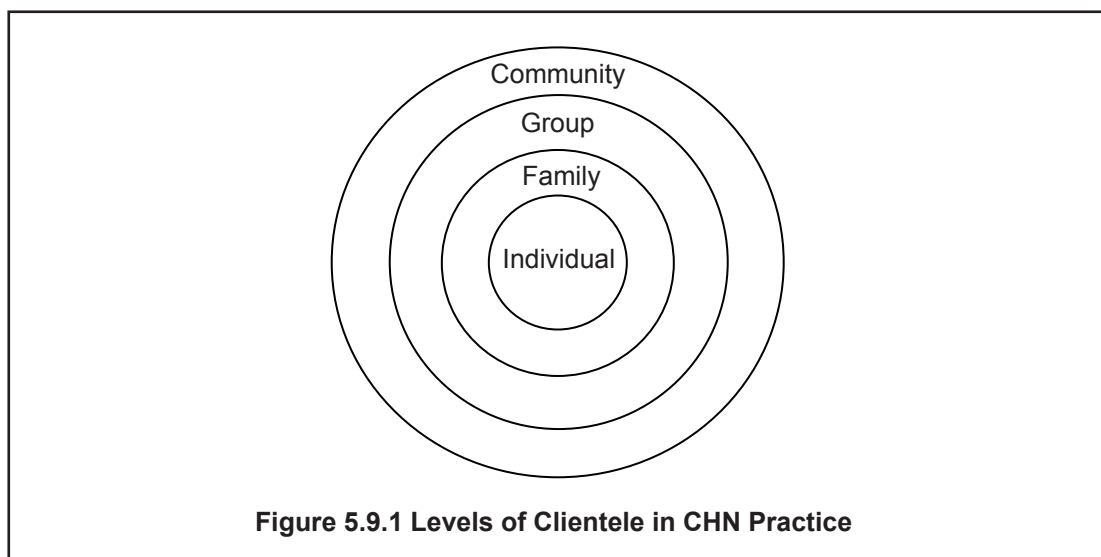 Community
Group
Family
Individual
Figure 5.9.1 Levels of Clientele in CHN Practice